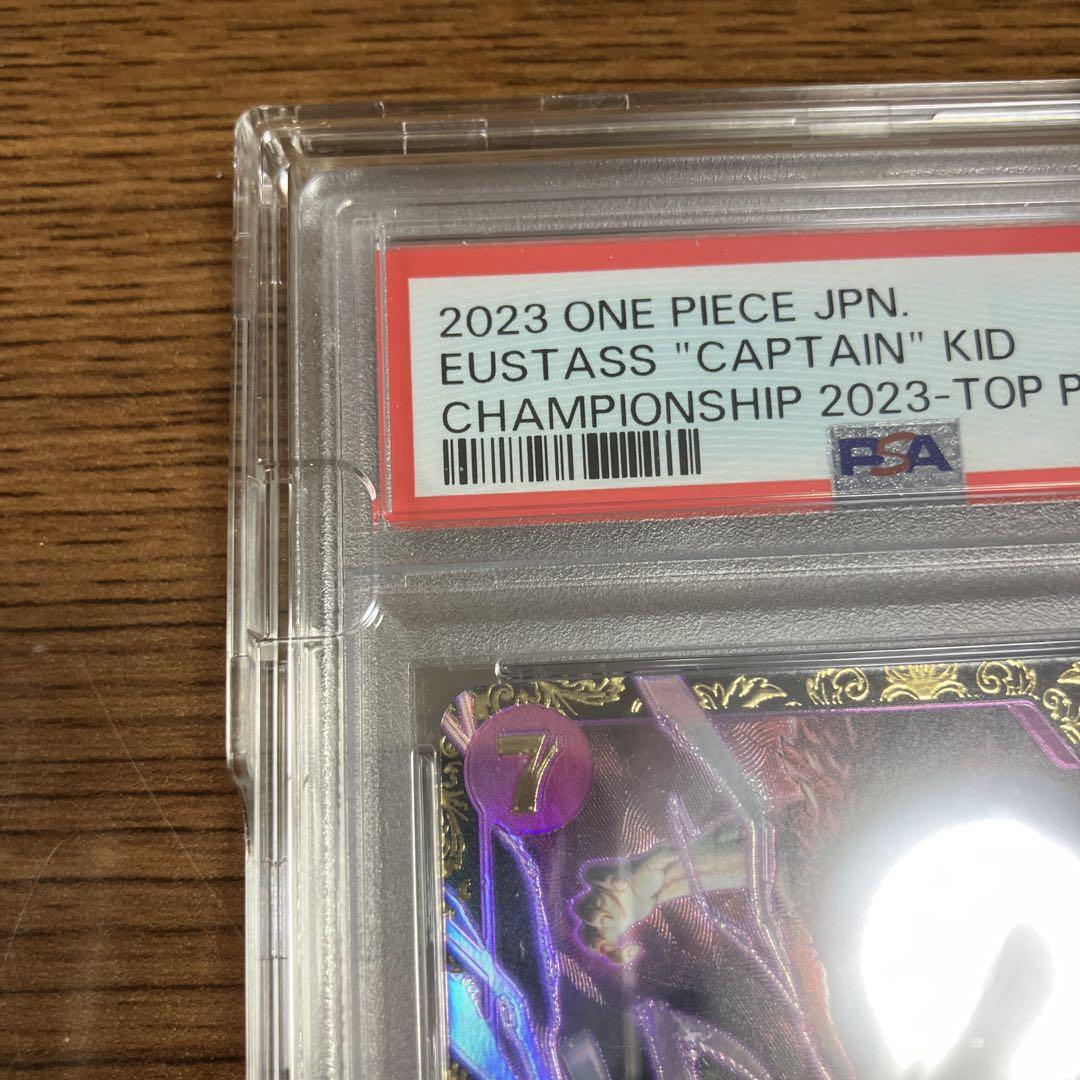 2023 ONE PIECE JPN.
EUSTASS "CAPTAIN" KID
CHAMPIONSHIP 2023-TOP P
PSA
7